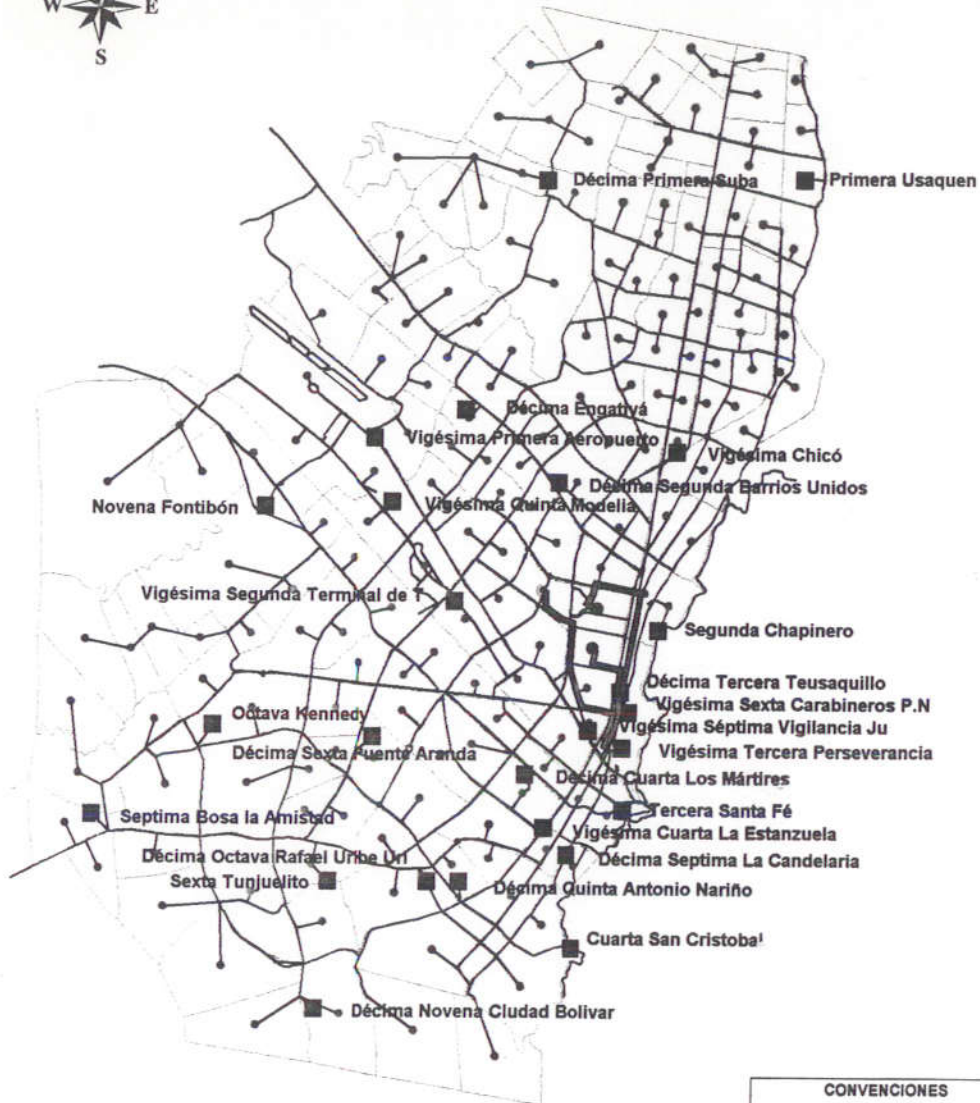 W E
S
Décima Primera Suba
Primera Usaquen
Décima Engativá
Vigésima Primera Aeropuerto
Vigésima Chicó
Décima Segunda Barrios Unidos
Novena Fontibón
Vigésima Quinta Modelia
Vigésima Segunda Terminal de T
Segunda Chapinero
Décima Tercera Teusaquillo
Vigésima Sexta Carabineros P.N
Octava Kennedy
Vigésima Séptima Vigilancia Ju
Décima Sexta Puente Aranda
Vigésima Tercera Perseverancia
Décima Cuarta Los Mártires
Septima Bosa la Amistad
Tercera Santa Fé
Vigésima Cuarta La Estanzuela
Décima Octava Rafael Uribe Uri
Décima Septima La Candelaria
Sexta Tunjuelito
Décima Quinta Antonio Nariño
Cuarta San Cristobal
Décima Novena Ciudad Bolivar
CONVENCIONES